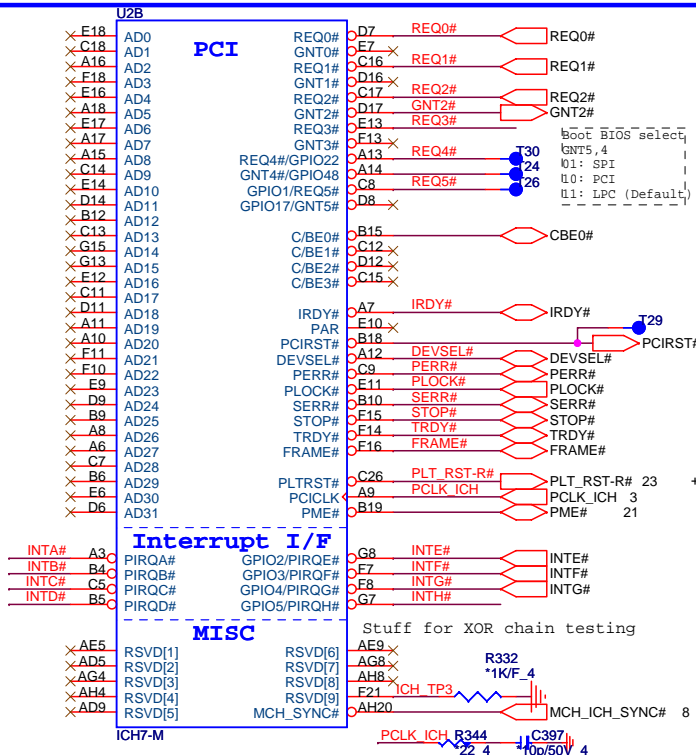 U2B
PCI
E18 AD0 REQ0# D7 REQ0# REQ0#
C18 AD1 GNT0# E7
A16 AD2 REQ1# C16 REQ1# REQ1#
F18 AD3 GNT1# D16
E16 AD4 REQ2# C17 REQ2# REQ2#
A18 AD5 GNT2# D17 GNT2# GNT2#
E17 AD6 REQ3# E13 REQ3#
A17 AD7 GNT3# F13
A15 AD8 REQ4#/GPIO22 A13 REQ4# T30
C14 AD9 GNT4#/GPIO48 A14 T24
E14 AD10 GPIO1/REQ5# C8 REQ5# T26
D14 AD11 GPIO17/GNT5# D8
Boot BIOS select
GNT5,4
01: SPI
10: PCI
11: LPC (Default)
B12 AD12
C13 AD13 C/BE0# B15 CBE0#
G15 AD14 C/BE1# C12
G13 AD15 C/BE2# D12
E12 AD16 C/BE3# C15
C11 AD17
D11 AD18 IRDY# A7 IRDY# IRDY#
A11 AD19 PAR E10 T29
A10 AD20 PCIRST# B18 PCIRST#
F11 AD21 DEVSEL# A12 DEVSEL# DEVSEL#
F10 AD22 PERR# C9 PERR# PERR#
E9 AD23 PLOCK# E11 PLOCK# PLOCK#
D9 AD24 SERR# B10 SERR# SERR#
B9 AD25 STOP# F15 STOP# STOP#
A8 AD26 TRDY# F14 TRDY# TRDY#
A6 AD27 FRAME# F16 FRAME# FRAME#
C7 AD28
B6 AD29 PLTRST# C26 PLT_RST-R# PLT_RST-R# 23 +
E6 AD30 PCICLK A9 PCLK_ICH PCLK_ICH 3
D6 AD31 PME# B19 PME# 21
Interrupt I/F
INTA# A3 PIRQA# GPIO2/PIRQE# G8 INTE# INTE#
INTB# B4 PIRQB# GPIO3/PIRQF# F7 INTF# INTF#
INTC# C5 PIRQC# GPIO4/PIRQG# F8 INTG# INTG#
INTD# B5 PIRQD# GPIO5/PIRQH# G7 INTH#
MISC
Stuff for XOR chain testing
AE5 RSVD[1] RSVD[6] AE9
AD5 RSVD[2] RSVD[7] AG8
AG4 RSVD[3] RSVD[8] AH8
AH4 RSVD[4] RSVD[9] F21 ICH_TP3 R332 *1K/F_4
AD9 RSVD[5] MCH_SYNC# AH20 MCH_ICH_SYNC# 8
ICH7-M
PCLK_ICH R344 C397
*22_4 *10p/50V_4